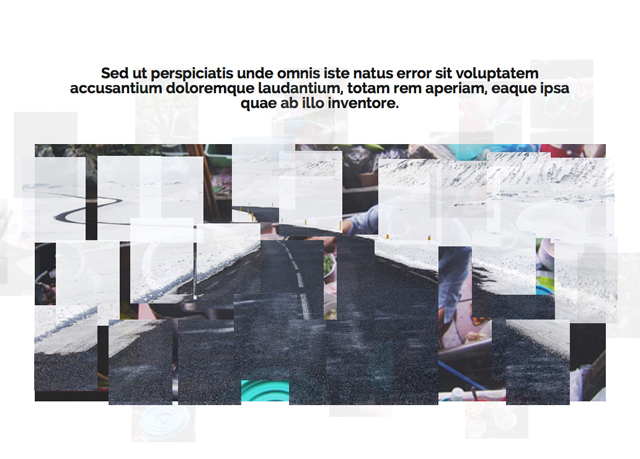 Sed ut perspiciatis unde omnis iste natus error sit voluptatem
accusantium doloremque laudantium, totam rem aperiam, eaque ipsa
quae ab illo inventore.